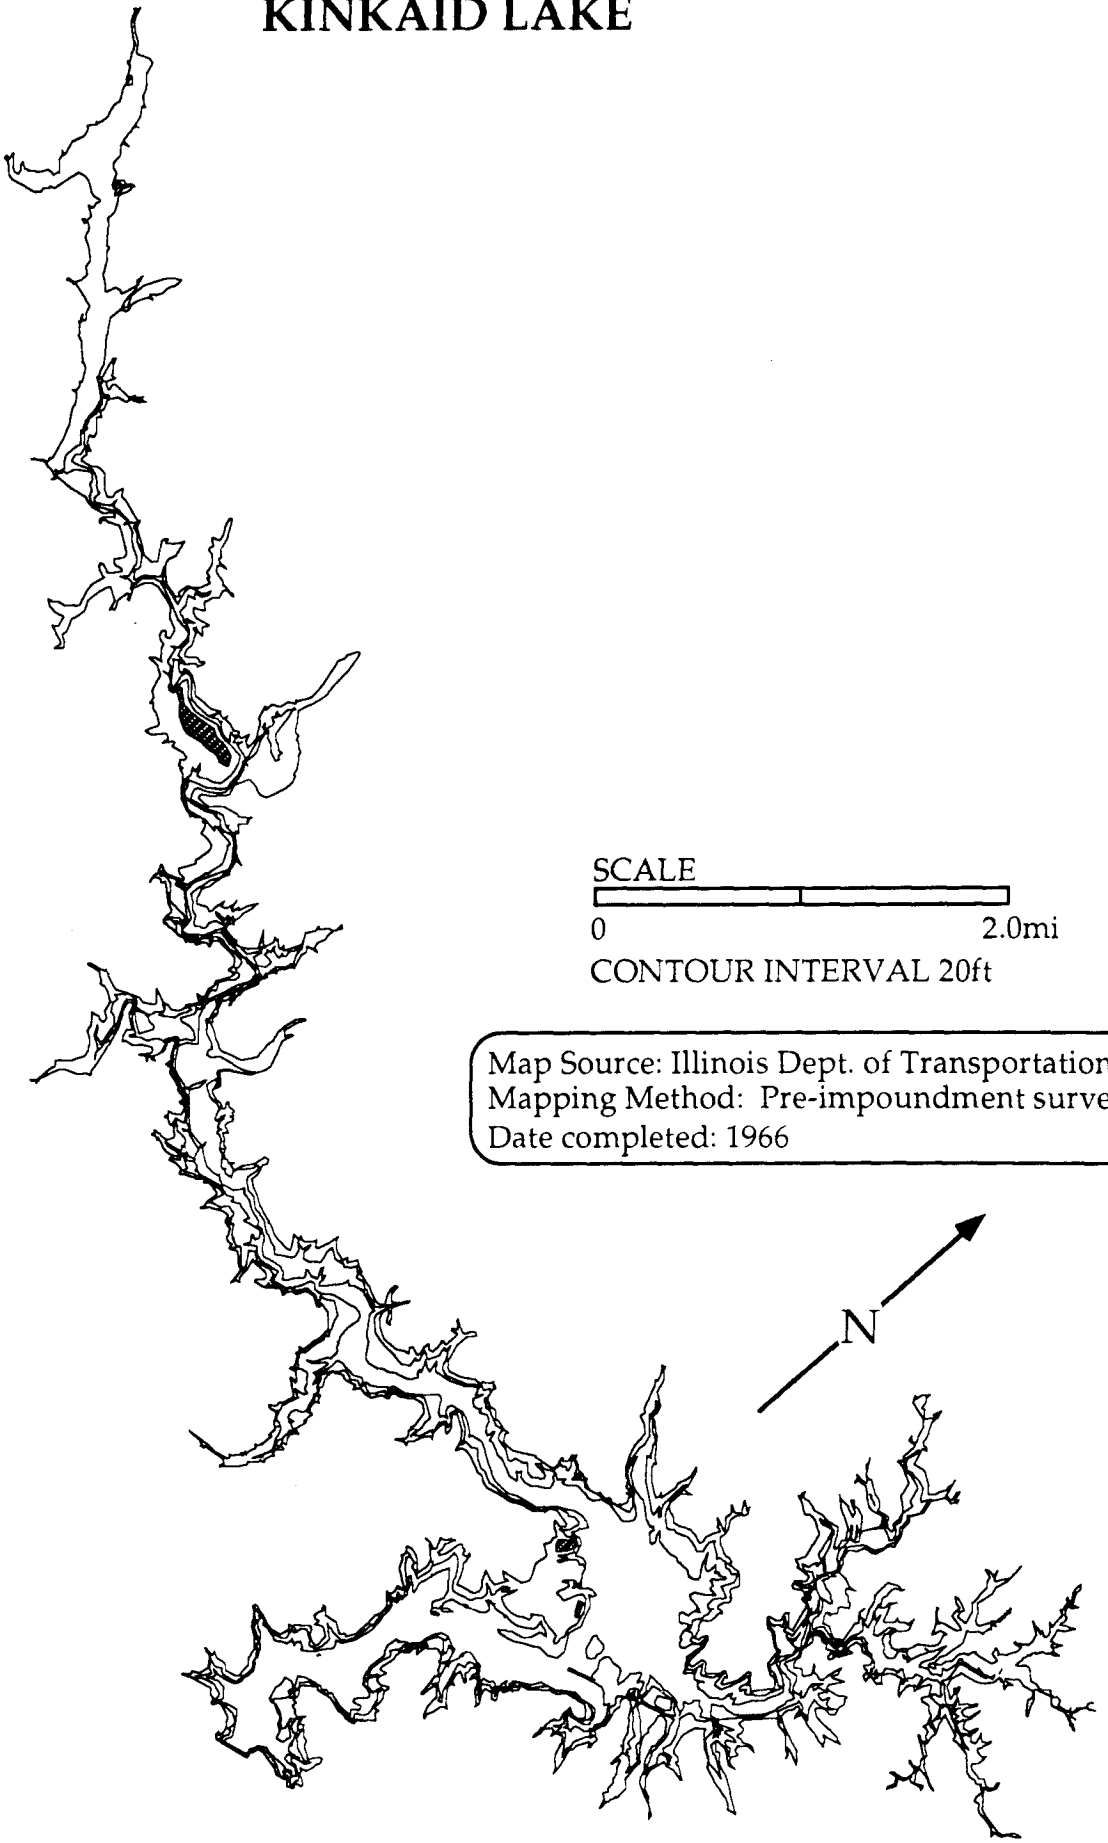 KINKAID LAKE
SCALE
0 2.0mi
CONTOUR INTERVAL 20ft
Map Source: Illinois Dept. of Transportation
Mapping Method: Pre-impoundment surve
Date completed: 1966
N